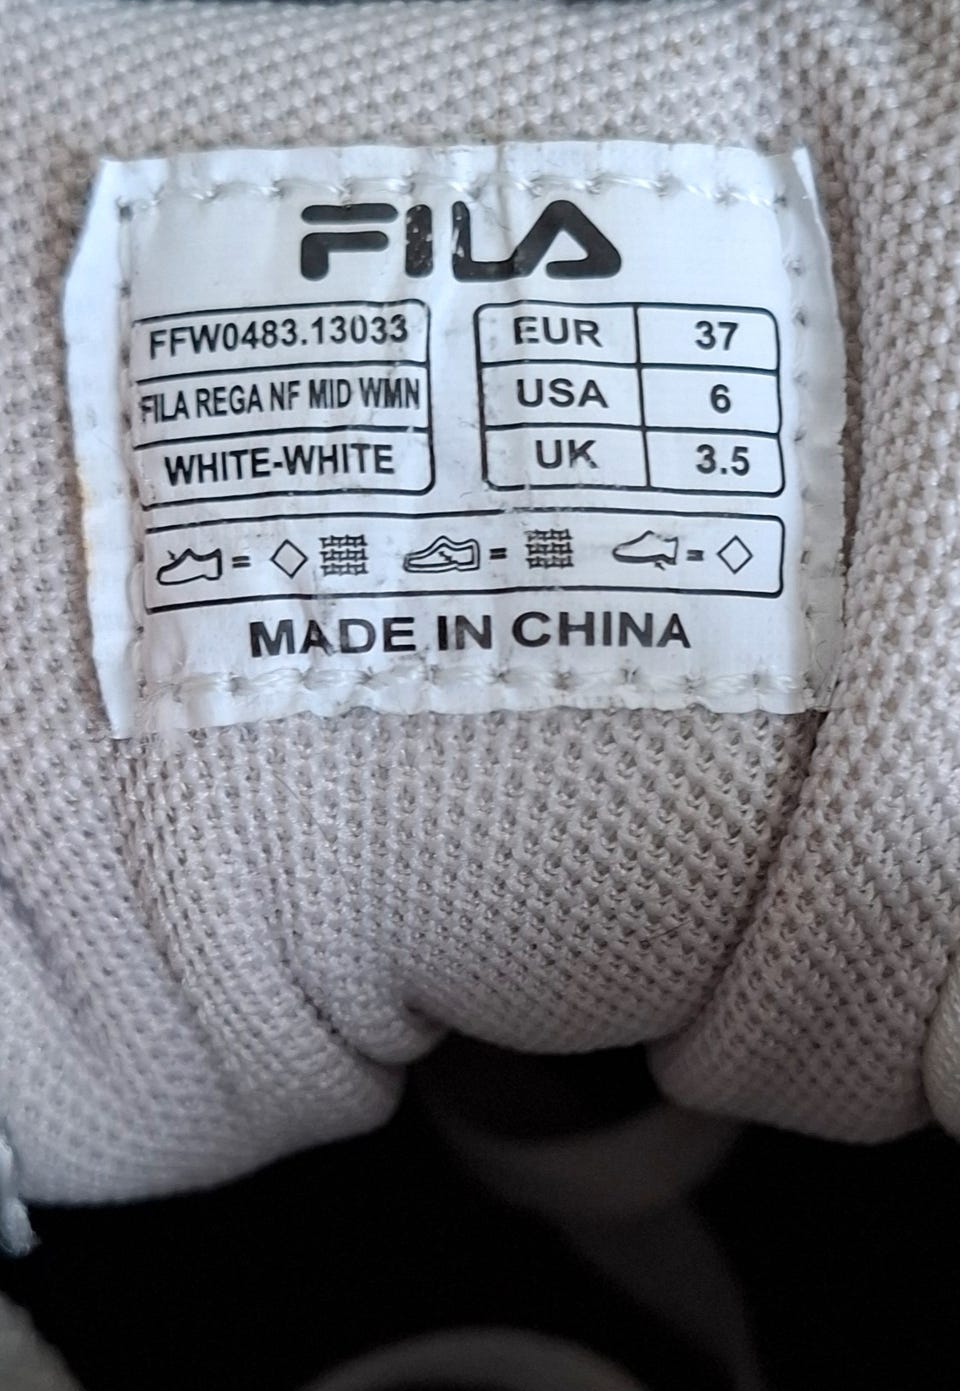 FILA
FFW0483.13033
FILA REGA NF MID WMN
WHITE-WHITE
EUR 37
USA 6
UK 3.5
= = =
MADE IN CHINA